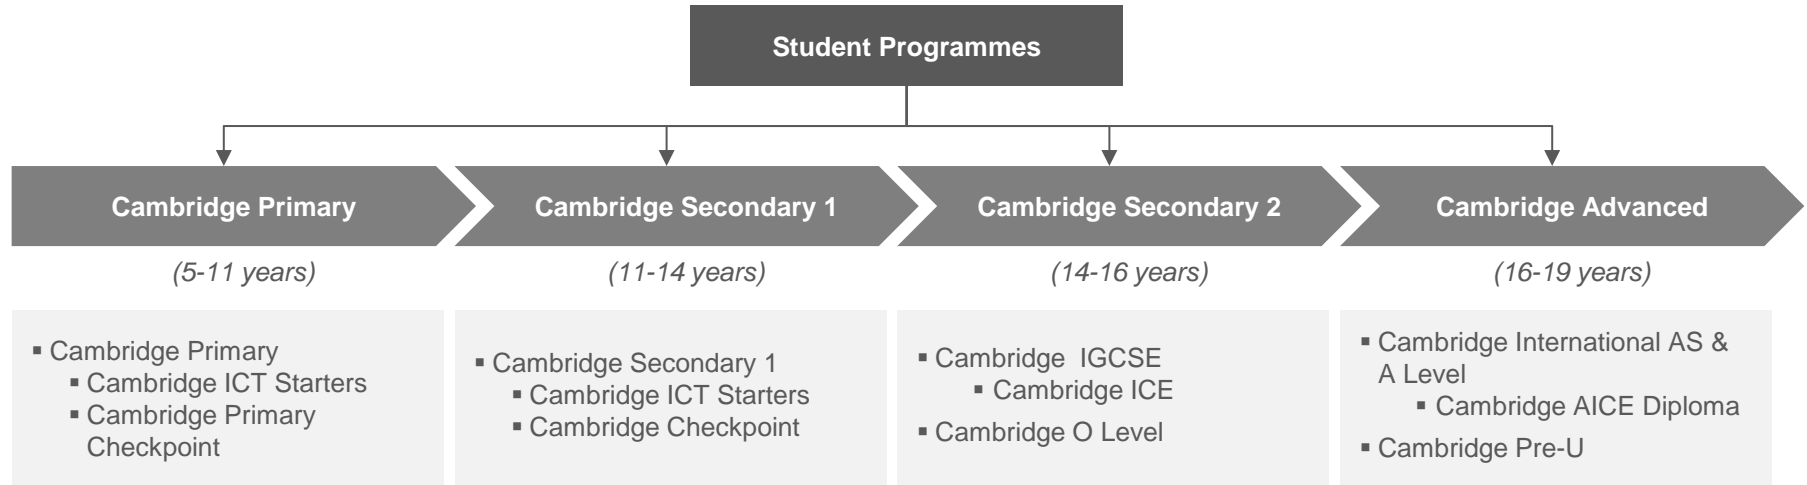 Student Programmes
Cambridge Primary
Cambridge Secondary 1
Cambridge Secondary 2
Cambridge Advanced
(5-11 years)
(11-14 years)
(14-16 years)
(16-19 years)
▪ Cambridge Primary
▪ Cambridge ICT Starters
▪ Cambridge Primary
Checkpoint
▪ Cambridge Secondary 1
▪ Cambridge ICT Starters
▪ Cambridge Checkpoint
▪ Cambridge IGCSE
▪ Cambridge ICE
▪ Cambridge O Level
▪ Cambridge International AS &
A Level
▪ Cambridge AICE Diploma
▪ Cambridge Pre-U